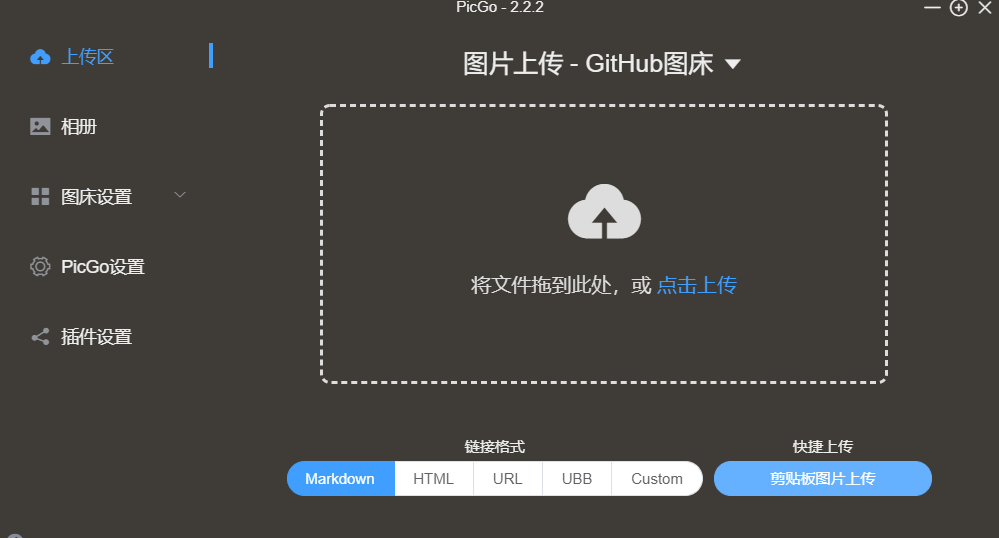 PicGo - 2.2.2
上传区
相册
图床设置
PicGo设置
插件设置
图片上传 - GitHub图床
将文件拖到此处，或 点击上传
链接格式
Markdown HTML URL UBB Custom
快捷上传
剪贴板图片上传